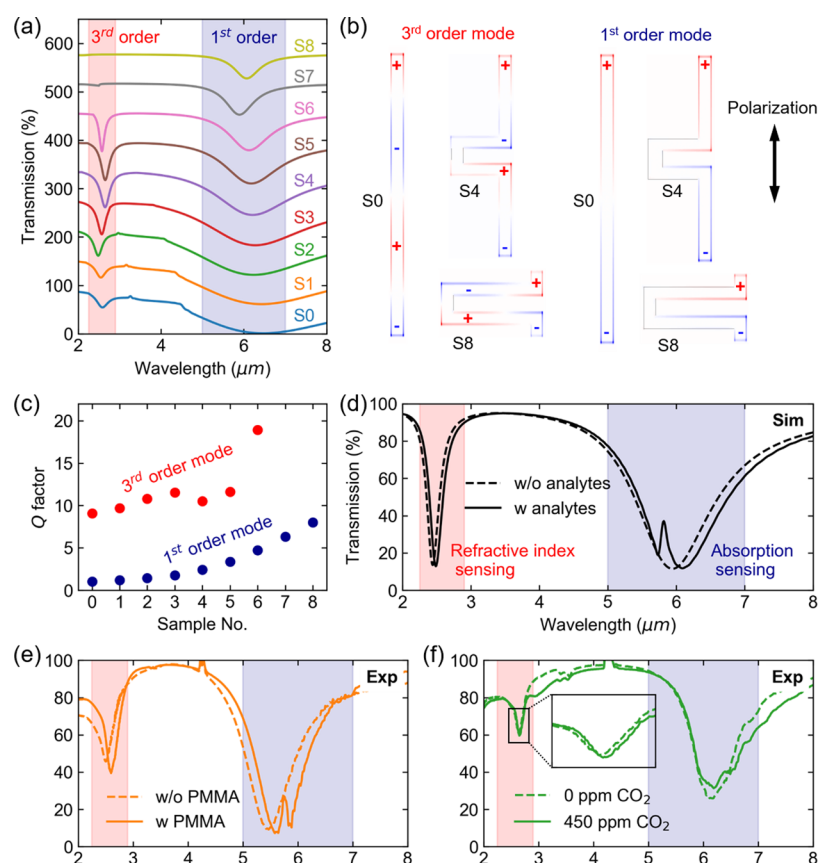 (a)
3rd order
1st order
600
500
400
300
200
100
0
Transmission (%)
S8
S7
S6
S5
S4
S3
S2
S1
S0
2
4
6
8
Wavelength (μm)
(b)
3rd order mode
1st order mode
+
+
+
+
-
-
+
S0
S4
S0
S4
Polarization
+
-
-
-
-
+
+
-
+
-
-
S8
S8
(c)
20
15
10
5
0
Q factor
3rd order mode
1st order mode
0 1 2 3 4 5 6 7 8
Sample No.
(d)
100
80
60
40
20
0
Transmission (%)
Sim
w/o analytes
w analytes
Refractive index
sensing
Absorption
sensing
2 3 4 5 6 7 8
Wavelength (μm)
(e)
100
80
60
40
20
0
Exp
w/o PMMA
w PMMA
2 3 4 5 6 7 8
(f)
100
80
60
40
20
0
Exp
0 ppm CO2
450 ppm CO2
2 3 4 5 6 7 8